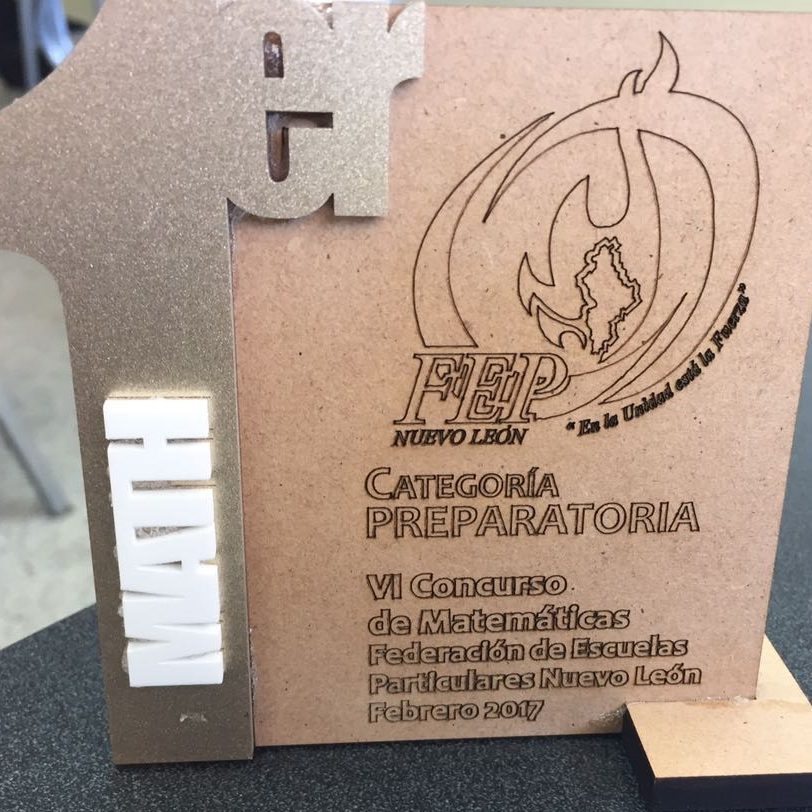 1er
MATH
FEP
NUEVO LEÓN
"En la Unidad está la Fuerza"
CATEGORÍA
PREPARATORIA
VI Concurso
de Matemáticas
Federación de Escuelas
Particulares Nuevo León
Febrero 2017